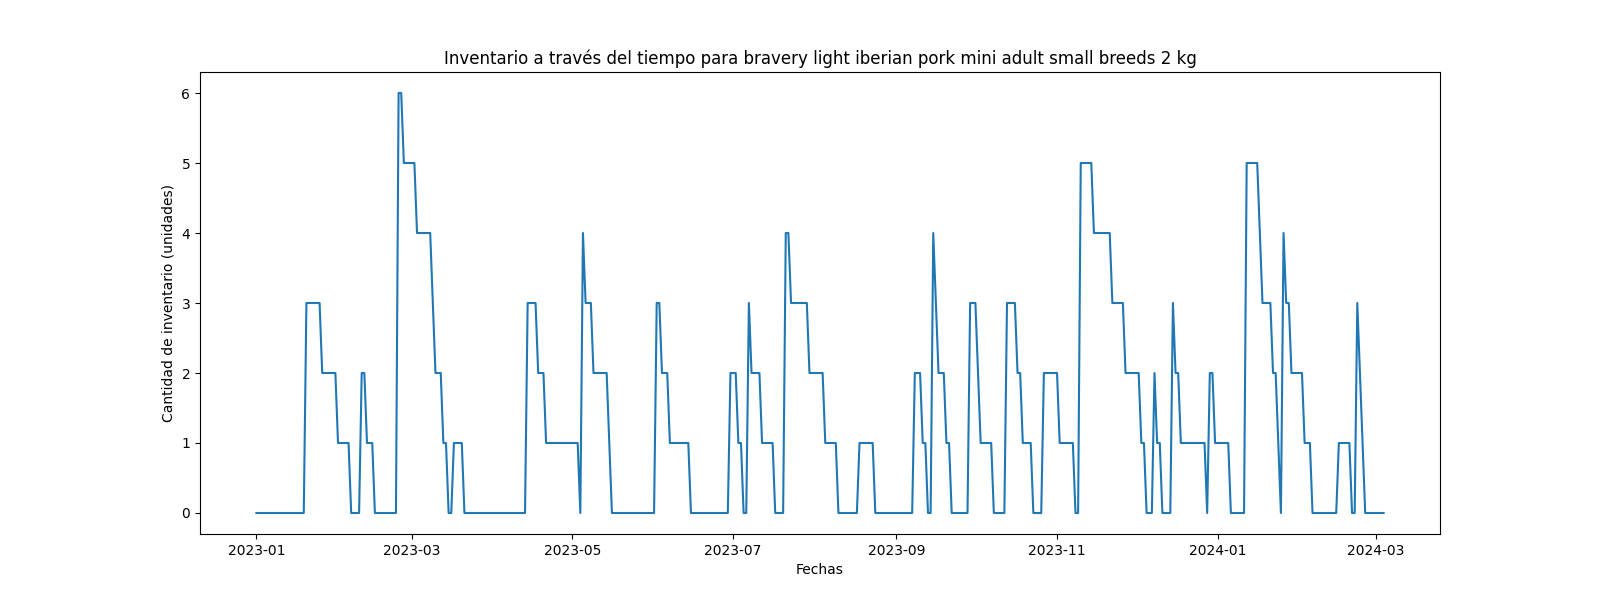 Inventario a través del tiempo para bravery light iberian pork mini adult small breeds 2 kg
Cantidad de inventario (unidades)
6
5
4
3
2
1
0
2023-01 2023-03 2023-05 2023-07 2023-09 2023-11 2024-01 2024-03
Fechas